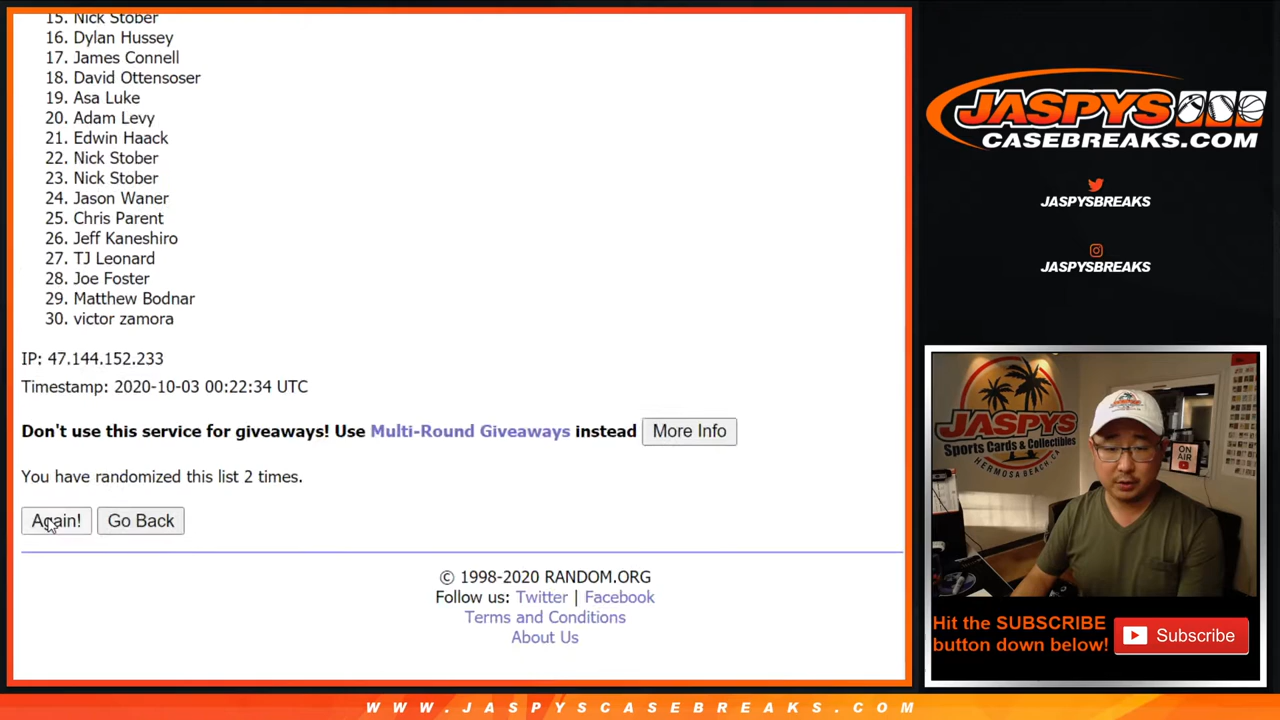 15. Nick Stober
16. Dylan Hussey
17. James Connell
18. David Ottensoser
19. Asa Luke
20. Adam Levy
21. Edwin Haack
22. Nick Stober
23. Nick Stober
24. Jason Waner
25. Chris Parent
26. Jeff Kaneshiro
27. TJ Leonard
28. Joe Foster
29. Matthew Bodnar
30. victor zamora
IP: 47.144.152.233
Timestamp: 2020-10-03 00:22:34 UTC
Don't use this service for giveaways! Use Multi-Round Giveaways instead More Info
You have randomized this list 2 times.
Again! Go Back
© 1998-2020 RANDOM.ORG
Follow us: Twitter | Facebook
Terms and Conditions
About Us
JASPYS
CASEBREAKS.COM
JASPYSBREAKS
JASPYSBREAKS
JASPYS
Sports Cards & Collectibles
HERMOSA BEACH, CA
ON
AIR
Hit the SUBSCRIBE
button down below!
Subscribe
WWW.JASPYSCASEBREAKS.COM